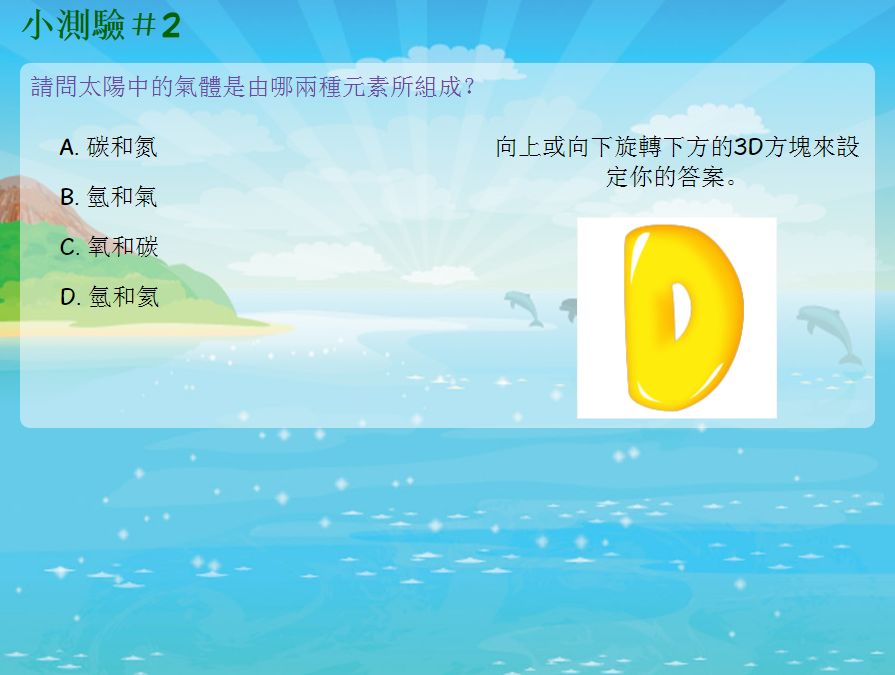 小測驗＃2
請問太陽中的氣體是由哪兩種元素所組成？
A. 碳和氮
B. 氫和氧
C. 氧和碳
D. 氫和氦
向上或向下旋轉下方的3D方塊來設
定你的答案。
D